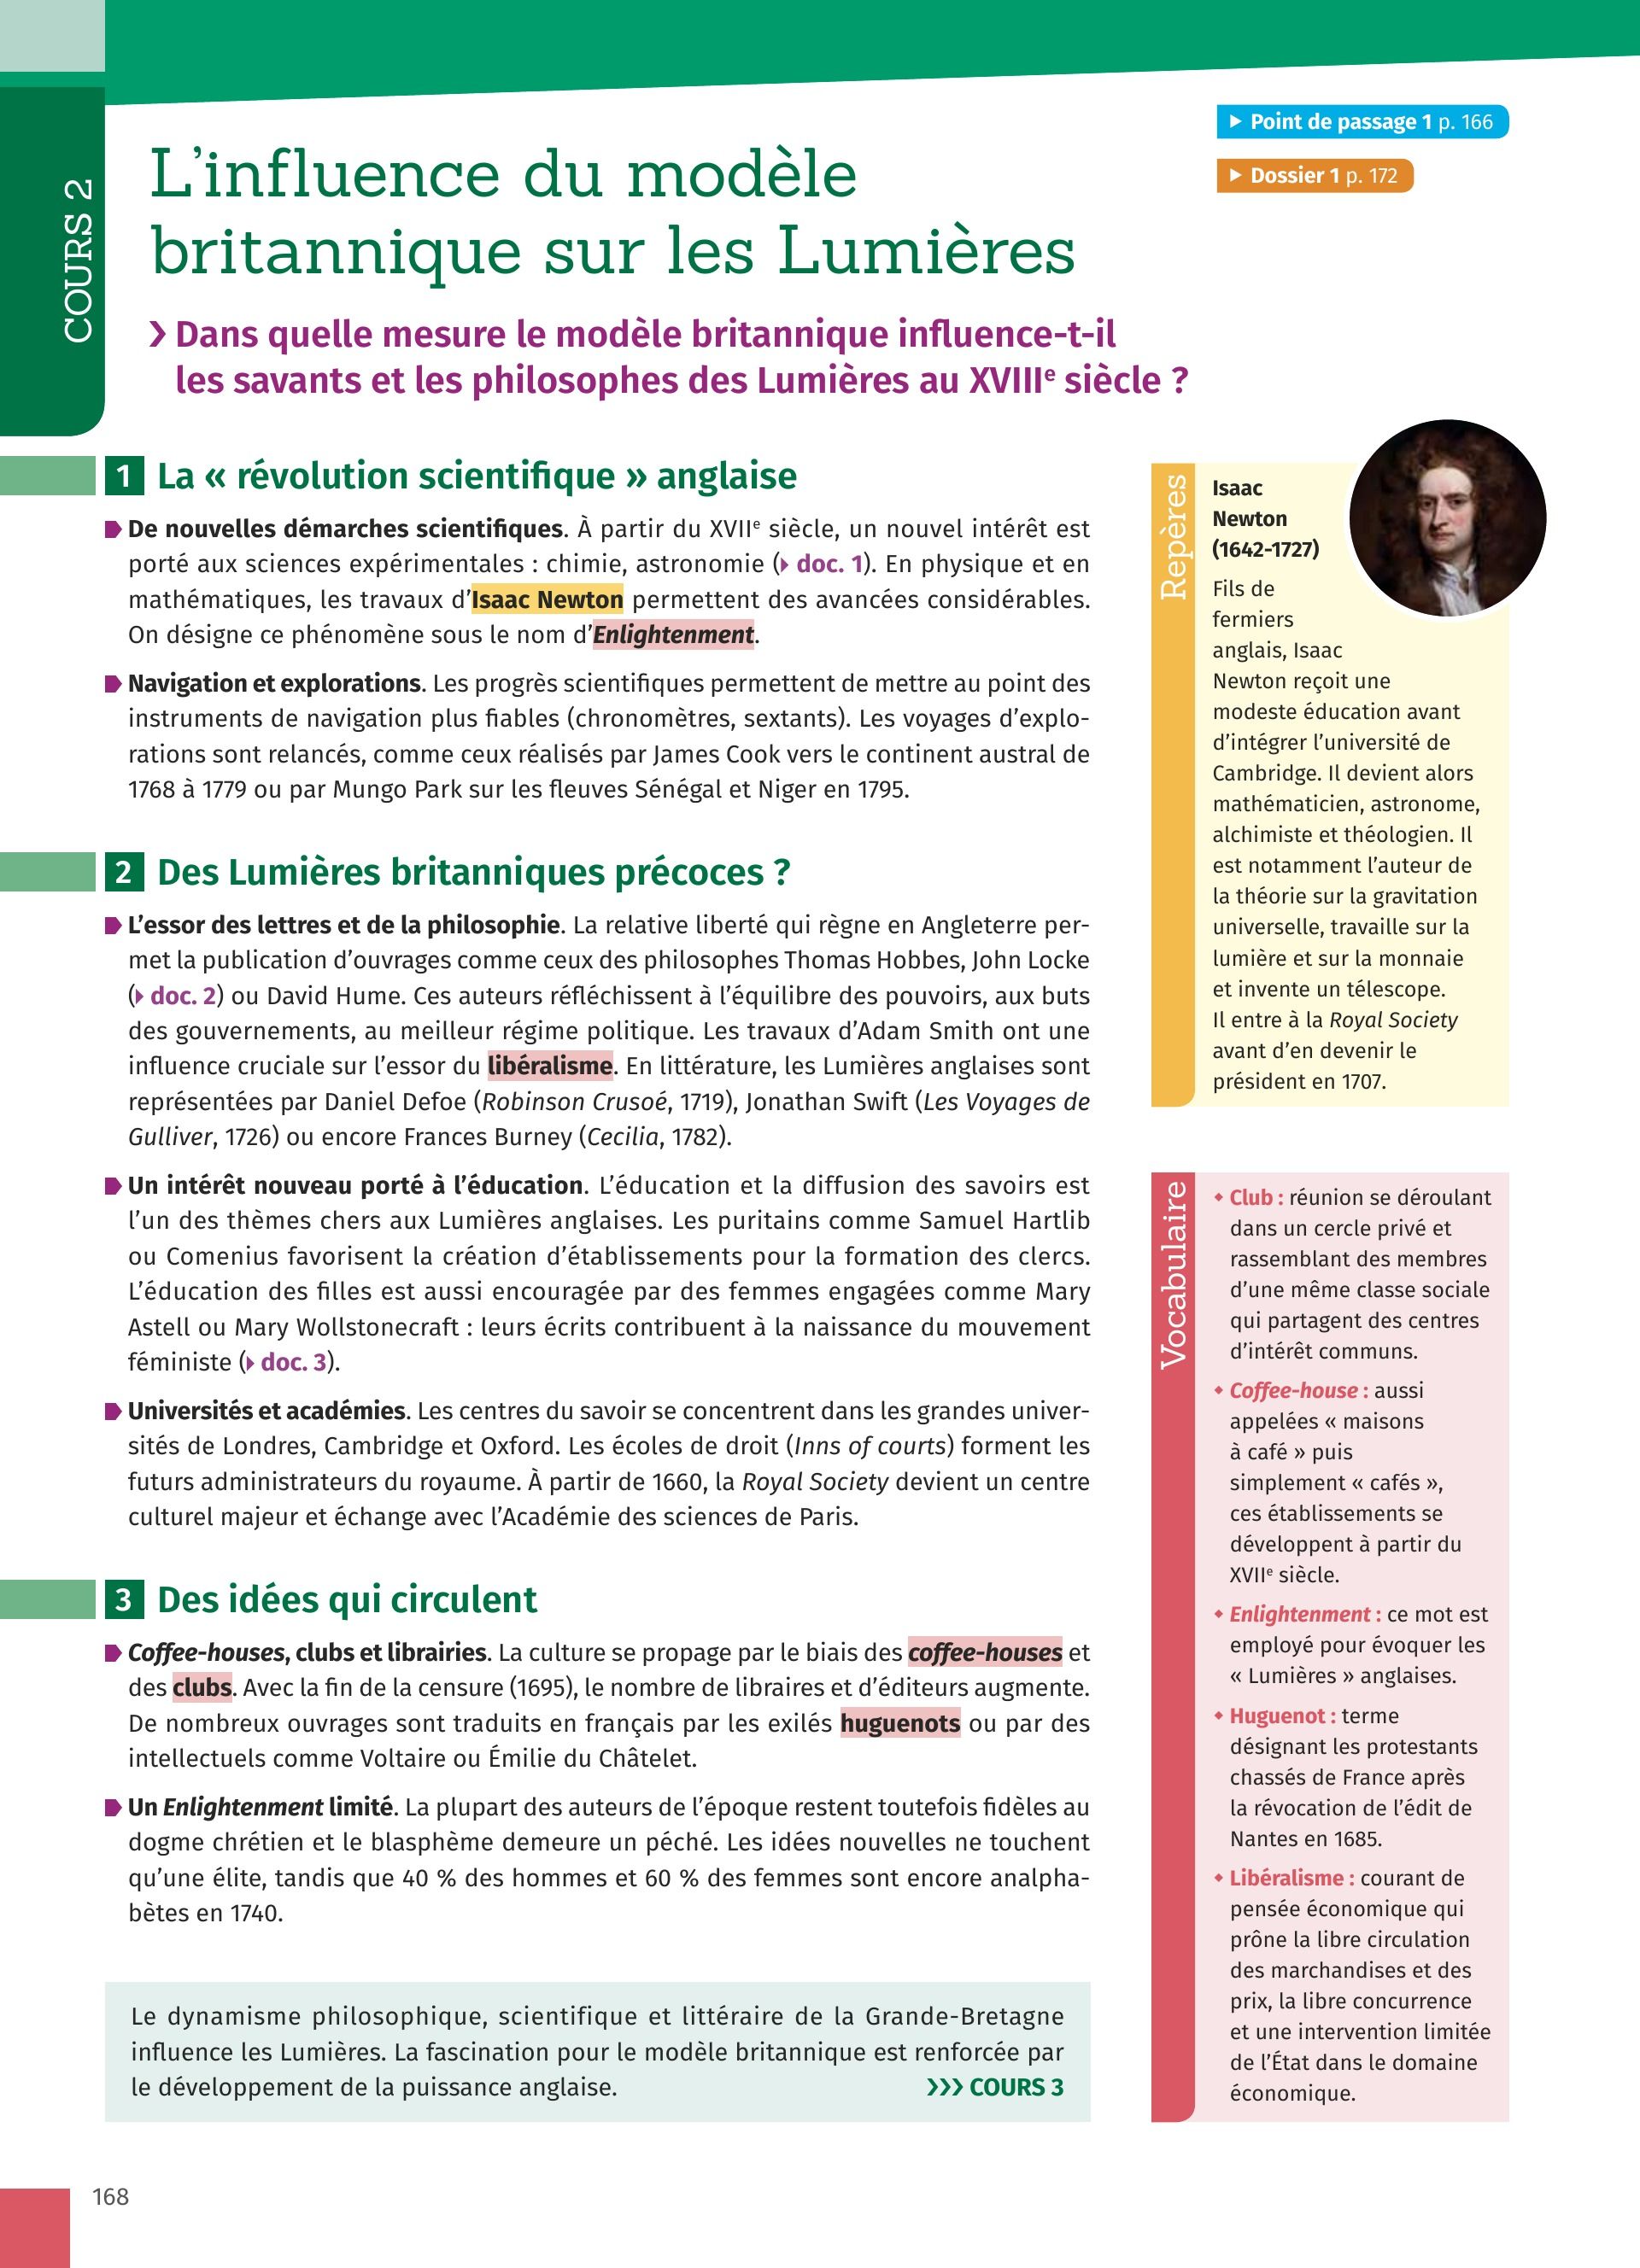 COURS 2
▶ Point de passage 1 p. 166
▶ Dossier 1 p. 172
L’influence du modèle
britannique sur les Lumières
❯ Dans quelle mesure le modèle britannique influence-t-il
les savants et les philosophes des Lumières au XVIIIe siècle ?
1 La « révolution scientifique » anglaise
De nouvelles démarches scientifiques. À partir du XVIIe siècle, un nouvel intérêt est
porté aux sciences expérimentales : chimie, astronomie (▸ doc. 1). En physique et en
mathématiques, les travaux d’Isaac Newton permettent des avancées considérables.
On désigne ce phénomène sous le nom d’Enlightenment.
Navigation et explorations. Les progrès scientifiques permettent de mettre au point des
instruments de navigation plus fiables (chronomètres, sextants). Les voyages d’explo-
rations sont relancés, comme ceux réalisés par James Cook vers le continent austral de
1768 à 1779 ou par Mungo Park sur les fleuves Sénégal et Niger en 1795.
2 Des Lumières britanniques précoces ?
L’essor des lettres et de la philosophie. La relative liberté qui règne en Angleterre per-
met la publication d’ouvrages comme ceux des philosophes Thomas Hobbes, John Locke
(▸ doc. 2) ou David Hume. Ces auteurs réfléchissent à l’équilibre des pouvoirs, aux buts
des gouvernements, au meilleur régime politique. Les travaux d’Adam Smith ont une
influence cruciale sur l’essor du libéralisme. En littérature, les Lumières anglaises sont
représentées par Daniel Defoe (Robinson Crusoé, 1719), Jonathan Swift (Les Voyages de
Gulliver, 1726) ou encore Frances Burney (Cecilia, 1782).
Un intérêt nouveau porté à l’éducation. L’éducation et la diffusion des savoirs est
l’un des thèmes chers aux Lumières anglaises. Les puritains comme Samuel Hartlib
ou Comenius favorisent la création d’établissements pour la formation des clercs.
L’éducation des filles est aussi encouragée par des femmes engagées comme Mary
Astell ou Mary Wollstonecraft : leurs écrits contribuent à la naissance du mouvement
féministe (▸ doc. 3).
Universités et académies. Les centres du savoir se concentrent dans les grandes univer-
sités de Londres, Cambridge et Oxford. Les écoles de droit (Inns of courts) forment les
futurs administrateurs du royaume. À partir de 1660, la Royal Society devient un centre
culturel majeur et échange avec l’Académie des sciences de Paris.
3 Des idées qui circulent
Coffee-houses, clubs et librairies. La culture se propage par le biais des coffee-houses et
des clubs. Avec la fin de la censure (1695), le nombre de libraires et d’éditeurs augmente.
De nombreux ouvrages sont traduits en français par les exilés huguenots ou par des
intellectuels comme Voltaire ou Émilie du Châtelet.
Un Enlightenment limité. La plupart des auteurs de l’époque restent toutefois fidèles au
dogme chrétien et le blasphème demeure un péché. Les idées nouvelles ne touchent
qu’une élite, tandis que 40 % des hommes et 60 % des femmes sont encore analpha-
bètes en 1740.
Le dynamisme philosophique, scientifique et littéraire de la Grande-Bretagne
influence les Lumières. La fascination pour le modèle britannique est renforcée par
le développement de la puissance anglaise. ❯❯❯ COURS 3
Repères
Isaac
Newton
(1642-1727)
Fils de
fermiers
anglais, Isaac
Newton reçoit une
modeste éducation avant
d’intégrer l’université de
Cambridge. Il devient alors
mathématicien, astronome,
alchimiste et théologien. Il
est notamment l’auteur de
la théorie sur la gravitation
universelle, travaille sur la
lumière et sur la monnaie
et invente un télescope.
Il entre à la Royal Society
avant d’en devenir le
président en 1707.
Vocabulaire
Club : réunion se déroulant
dans un cercle privé et
rassemblant des membres
d’une même classe sociale
qui partagent des centres
d’intérêt communs.
Coffee-house : aussi
appelées « maisons
à café » puis
simplement « cafés »,
ces établissements se
développent à partir du
XVIIe siècle.
Enlightenment : ce mot est
employé pour évoquer les
« Lumières » anglaises.
Huguenot : terme
désignant les protestants
chassés de France après
la révocation de l’édit de
Nantes en 1685.
Libéralisme : courant de
pensée économique qui
prône la libre circulation
des marchandises et des
prix, la libre concurrence
et une intervention limitée
de l’État dans le domaine
économique.
168